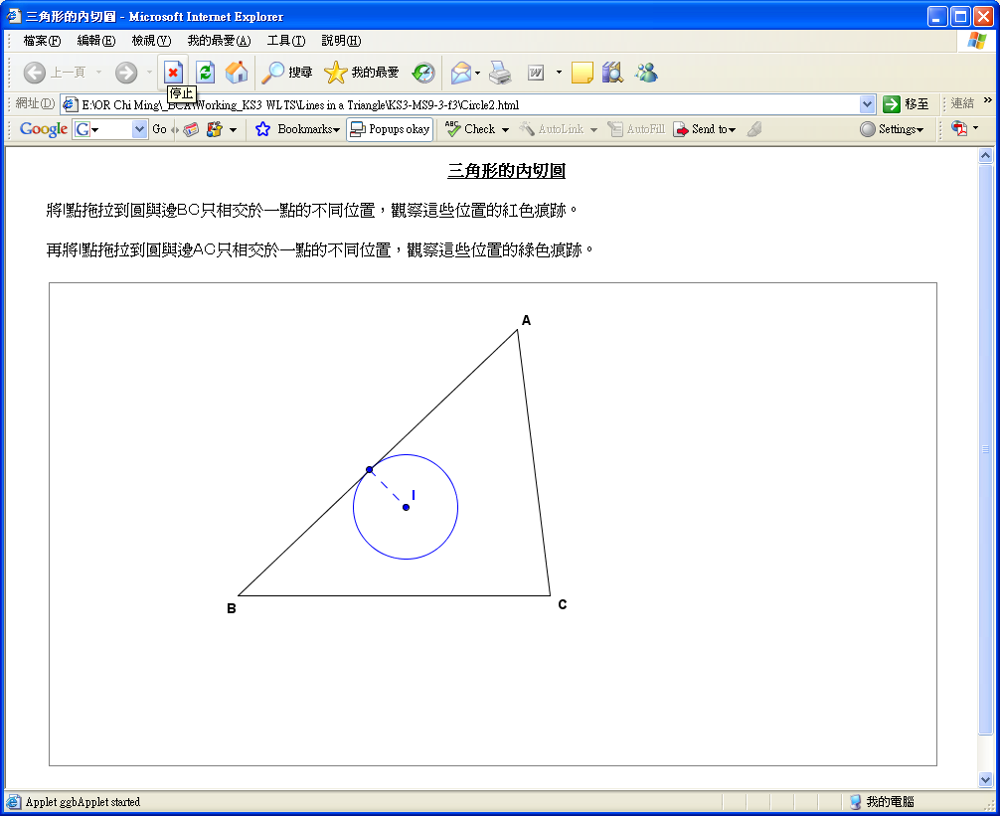 三角形的內切圓 - Microsoft Internet Explorer
檔案(F) 編輯(E) 檢視(V) 我的最愛(A) 工具(T) 說明(H)
上一頁 搜尋 我的最愛
停止
網址(D) E:\OR Chi Ming\_BCA\Working_KS3 WLTS\Lines in a Triangle\KS3-MS9-3-f3\Circle2.html 移至 連結 »
Google G Go Bookmarks Popups okay ABC Check AutoLink AutoFill Send to Settings
三角形的內切圓
將I點拖拉到圓與邊BC只相交於一點的不同位置，觀察這些位置的紅色痕跡。
再將I點拖拉到圓與邊AC只相交於一點的不同位置，觀察這些位置的綠色痕跡。
A
I
B
C
Applet ggbApplet started 我的電腦